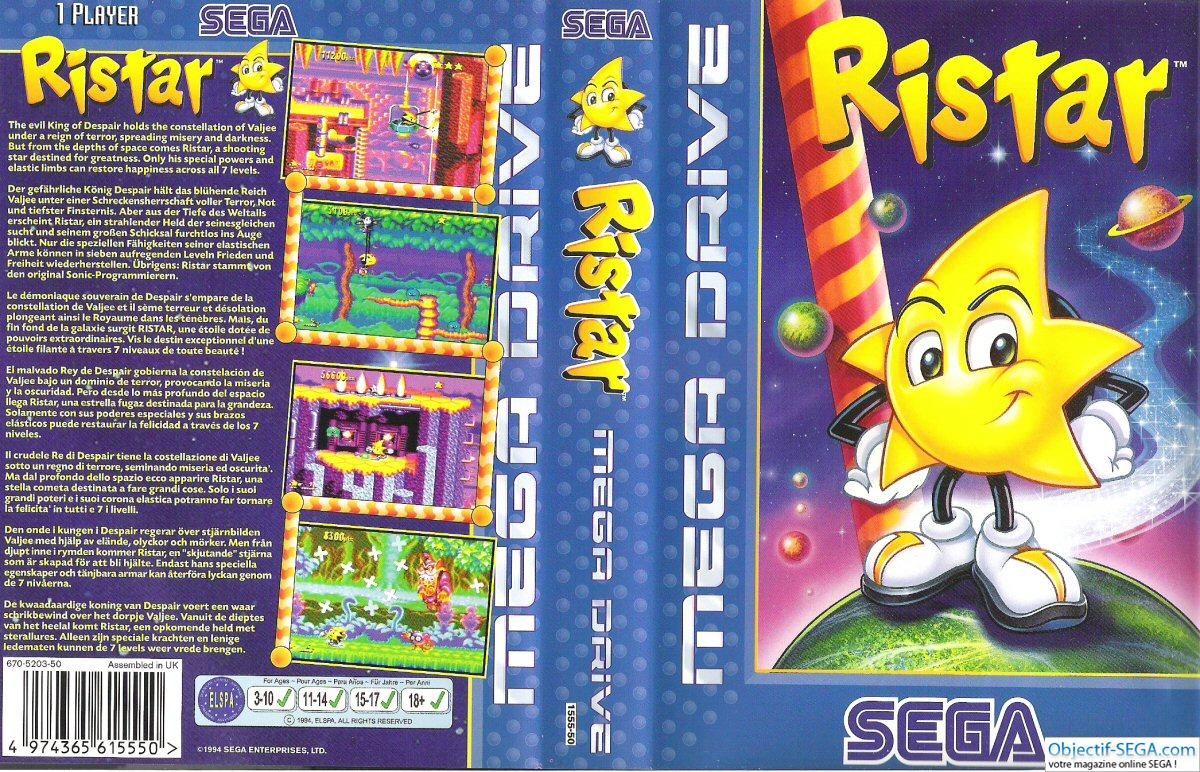 1 PLAYER
SEGA
Ristar™
The evil King of Despair holds the constellation of Valjee
under a reign of terror, spreading misery and darkness.
But from the depths of space comes Ristar, a shooting
star destined for greatness. Only his special powers and
elastic limbs can restore happiness across all 7 levels.
Der gefährliche König Despair hält das blühende Reich
Valjee unter einer Schreckensherrschaft voller Terror, Not
und tiefster Finsternis. Aber aus der Tiefe des Weltalls
erscheint Ristar, ein strahlender Held der seinesgleichen
sucht und seinem großen Schicksal furchtlos ins Auge
blickt. Nur die speziellen Fähigkeiten seiner elastischen
Arme können in sieben aufregenden Leveln Frieden und
Freiheit wiederherstellen. Übrigens: Ristar stammt von
den original Sonic-Programmierern.
Le démoniaque souverain de Despair s'empare de la
constellation de Valjee et il sème terreur et désolation
plongeant ainsi le Royaume dans les ténèbres. Mais, du
fin fond de la galaxie surgit RISTAR, une étoile dotée de
pouvoirs extraordinaires. Vis le destin exceptionnel d'une
étoile filante à travers 7 niveaux de toute beauté !
El malvado Rey de Despair gobierna la constelación de
Valjee bajo un dominio de terror, provocando la miseria
y la oscuridad. Pero desde lo más profundo del espacio
llega Ristar, una estrella fugaz destinada para la grandeza.
Solamente con sus poderes especiales y sus brazos
elásticos puede restaurar la felicidad a través de los 7
niveles.
Il crudele Re di Despair tiene la costellazione di Valjee
sotto un regno di terrore, seminando miseria ed oscurita'.
Ma dal profondo dello spazio ecco apparire Ristar, una
stella cometa destinata a fare grandi cose. Solo i suoi
grandi poteri e i suoi corona elastica potranno far tornare
la felicita' in tutti e 7 i livelli.
Den onde i kungen i Despair regerar över stjärnbilden
Valjee med hjälp av elände, olyckor och mörker. Men från
djupt inne i rymden kommer Ristar, en "skjutande" stjärna
som är skapad för att bli hjälte. Endast hans speciella
egenskaper och tänjbara armar kan återföra lyckan genom
de 7 nivåerna.
De kwaadaardige koning van Despair voert een waar
schrikbewind over het dorpje Valjee. Vanuit de dieptes
van het heelal komt Ristar, een opkomende held met
sterallures. Alleen zijn speciale krachten en lenige
ledematen kunnen de 7 levels weer vrede brengen.
670-5203-50 Assembled in UK
4 974365 615550 >
For Ages ~ Pour Ages ~ Para Años ~ Für Jahre ~ Per Anni
ELSPA
3-10 11-14 15-17 18+
© 1994, ELSPA, ALL RIGHTS RESERVED
©1994 SEGA ENTERPRISES, LTD.
MEGA DRIVE
SEGA
Ristar™
MEGA DRIVE
1555-50
MEGA DRIVE
Ristar™
SEGA
Objectif-SEGA.com
votre magazine online SEGA !